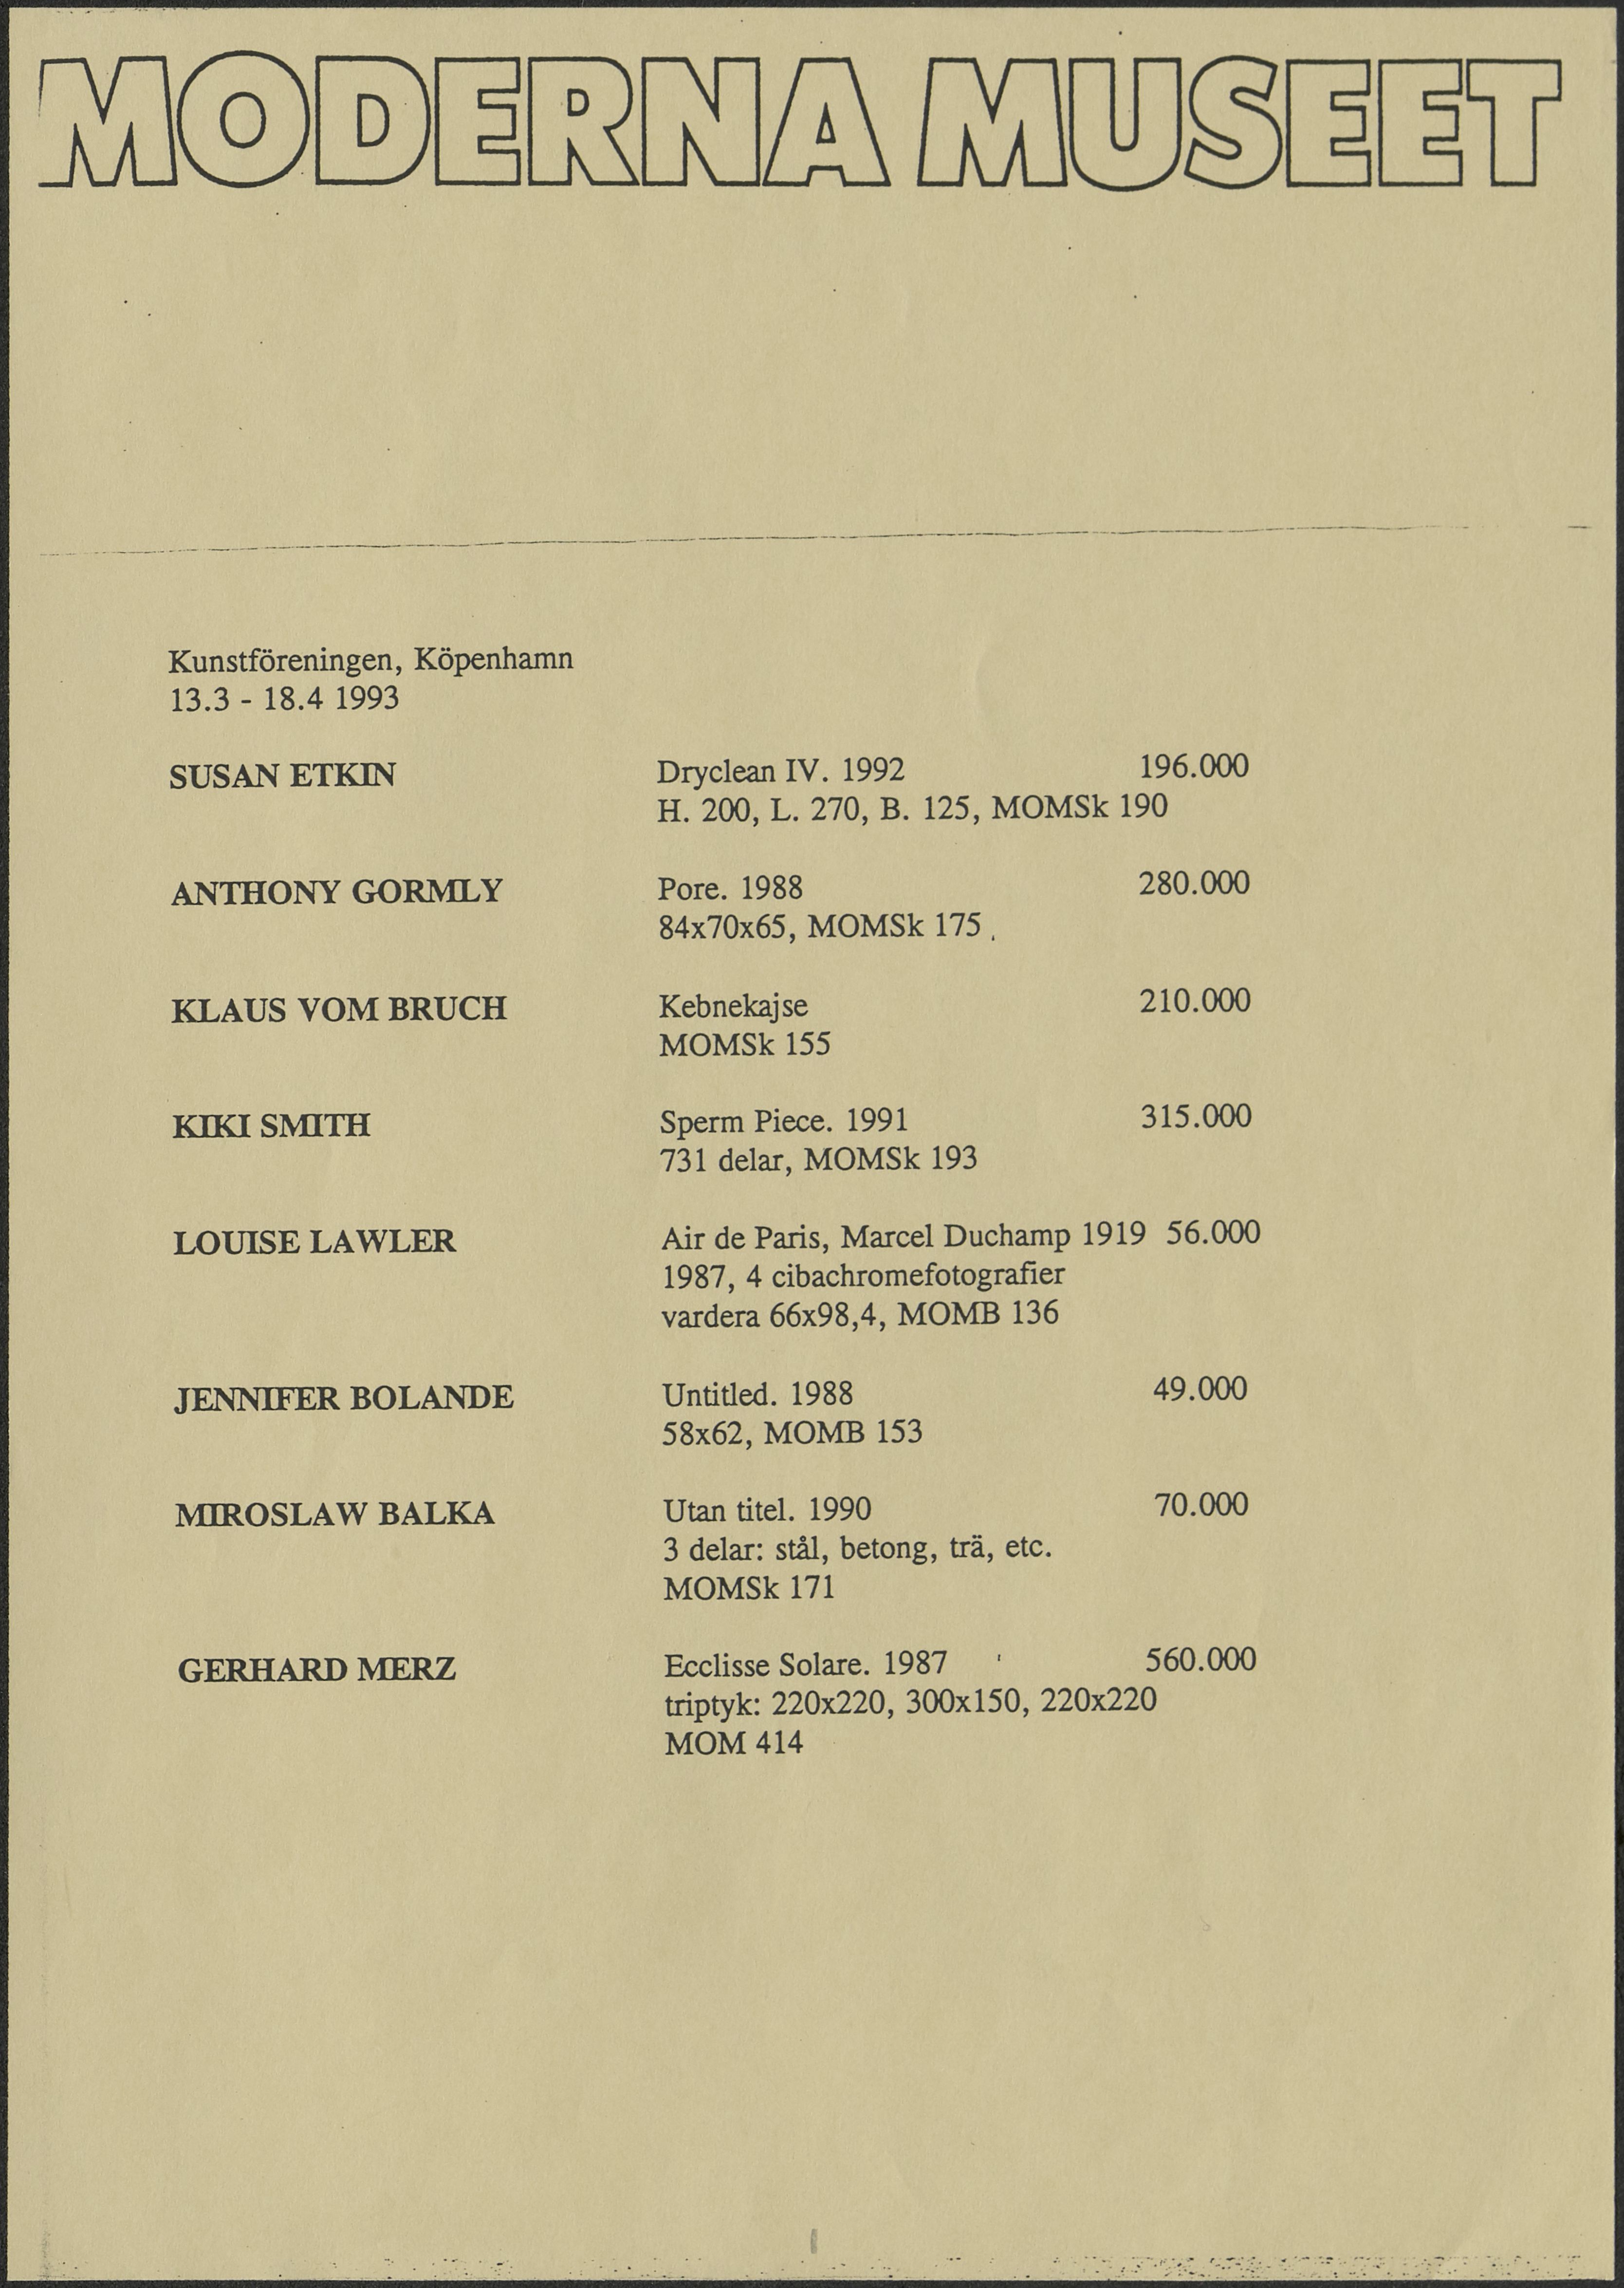 MODERNA MUSEET
Kunstföreningen, Köpenhamn
13.3 - 18.4 1993
SUSAN ETKIN Dryclean IV. 1992 196.000
H. 200, L. 270, B. 125, MOMSk 190
ANTHONY GORMLY Pore. 1988 280.000
84x70x65, MOMSk 175
KLAUS VOM BRUCH Kebnekajse 210.000
MOMSk 155
KIKI SMITH Sperm Piece. 1991 315.000
731 delar, MOMSk 193
LOUISE LAWLER Air de Paris, Marcel Duchamp 1919 56.000
1987, 4 cibachromefotografier
vardera 66x98,4, MOMB 136
JENNIFER BOLANDE Untitled. 1988 49.000
58x62, MOMB 153
MIROSLAW BALKA Utan titel. 1990 70.000
3 delar: stål, betong, trä, etc.
MOMSk 171
GERHARD MERZ Ecclisse Solare. 1987 560.000
triptyk: 220x220, 300x150, 220x220
MOM 414